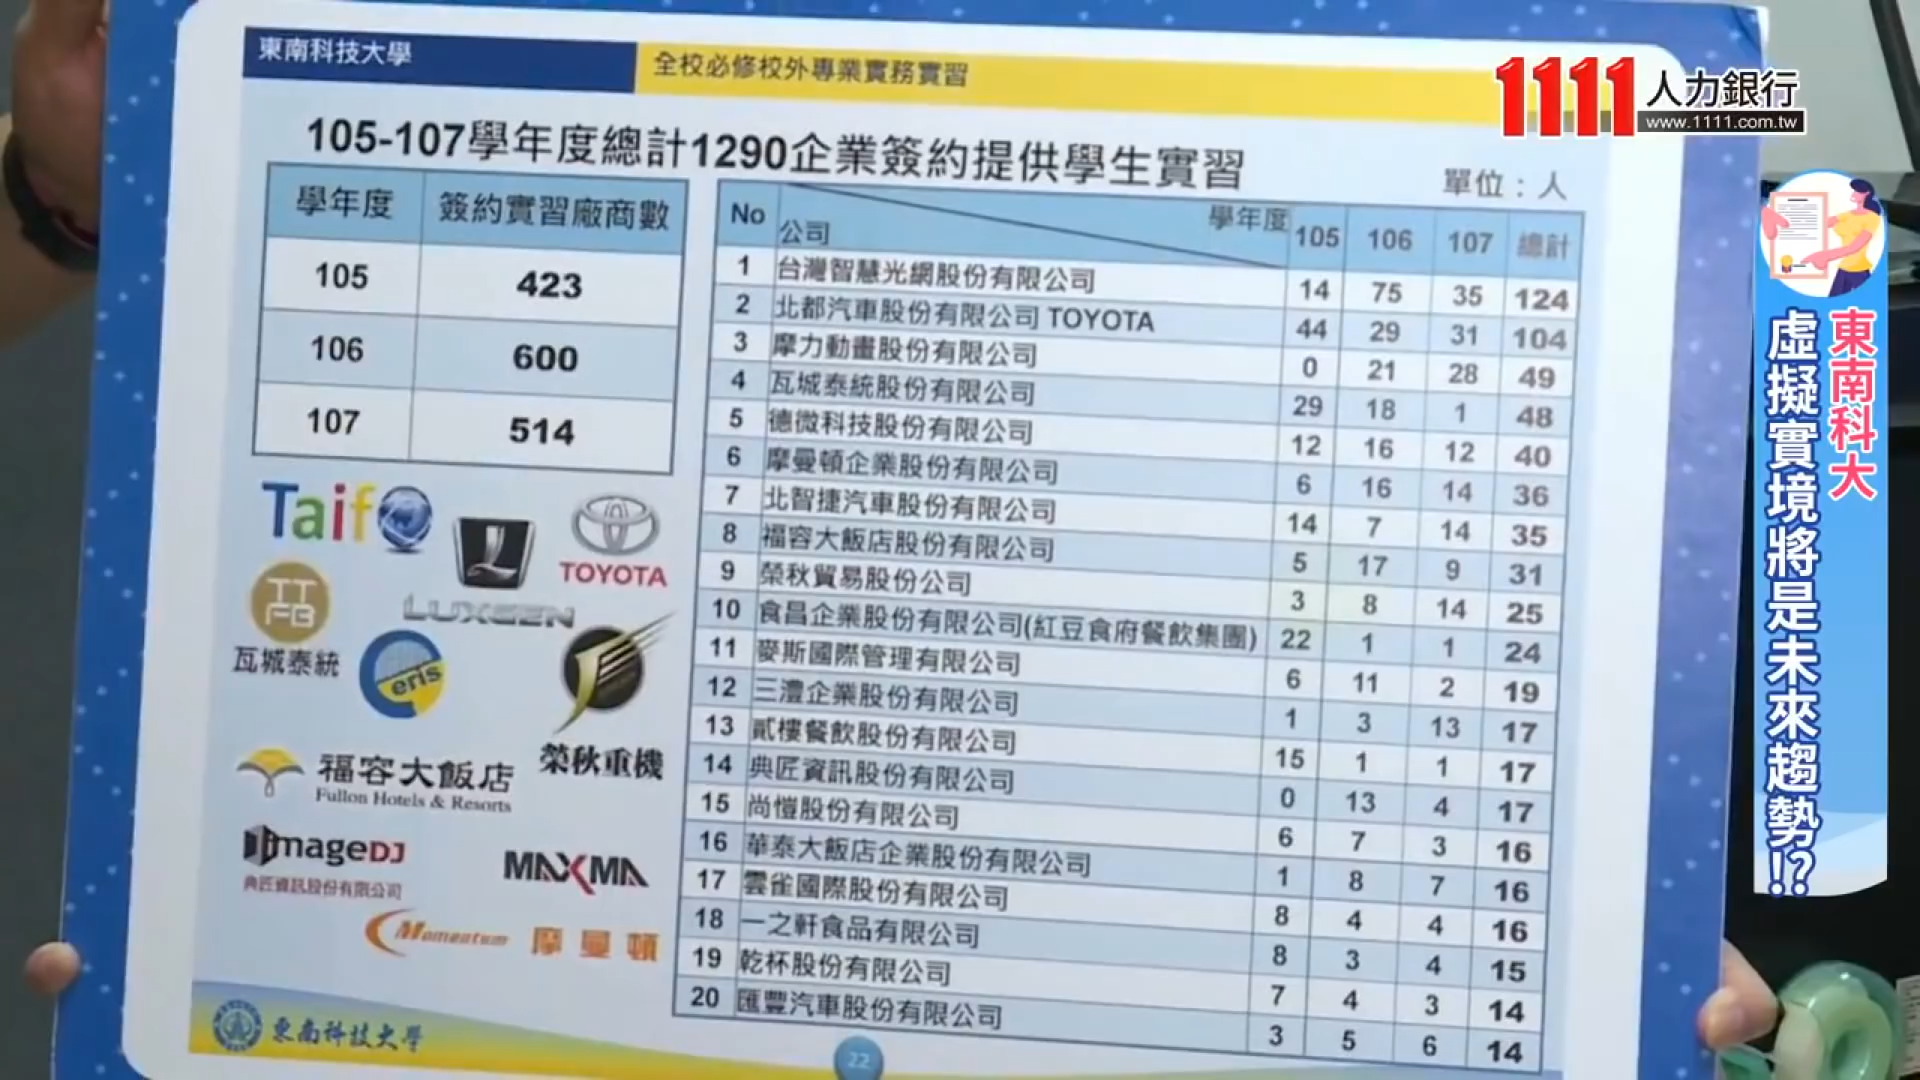 東南科技大學
全校必修校外專業實務實習
1111人力銀行
www.1111.com.tw
105-107學年度總計1290企業簽約提供學生實習
單位：人
學年度 簽約實習廠商數
105 423
106 600
107 514
No 公司 學年度 105 106 107 總計
1 台灣智慧光網股份有限公司 14 75 35 124
2 北都汽車股份有限公司 TOYOTA 44 29 31 104
3 摩力動畫股份有限公司 0 21 28 49
4 瓦城泰統股份有限公司 29 18 1 48
5 德微科技股份有限公司 12 16 12 40
6 摩曼頓企業股份有限公司 6 16 14 36
7 北智捷汽車股份有限公司 14 7 14 35
8 福容大飯店股份有限公司 5 17 9 31
9 榮秋貿易股份公司 3 8 14 25
10 食昌企業股份有限公司(紅豆食府餐飲集團) 22 1 1 24
11 麥斯國際管理有限公司 6 11 2 19
12 三澧企業股份有限公司 1 3 13 17
13 貳樓餐飲股份有限公司 15 1 1 17
14 典匠資訊股份有限公司 0 13 4 17
15 尚愷股份有限公司 6 7 3 16
16 華泰大飯店企業股份有限公司 1 8 7 16
17 雲雀國際股份有限公司 8 4 4 16
18 一之軒食品有限公司 8 3 4 15
19 乾杯股份有限公司 7 4 3 14
20 匯豐汽車股份有限公司 3 5 6 14
Taif
TOYOTA
LUXGEN
TTFB
瓦城泰統
eris
榮秋重機
福容大飯店
Fullon Hotels & Resorts
imageDJ
典匠資訊股份有限公司
MAXMA
Momentum 摩曼頓
東南科技大學
22
東南科大
虛擬實境將是未來趨勢!?